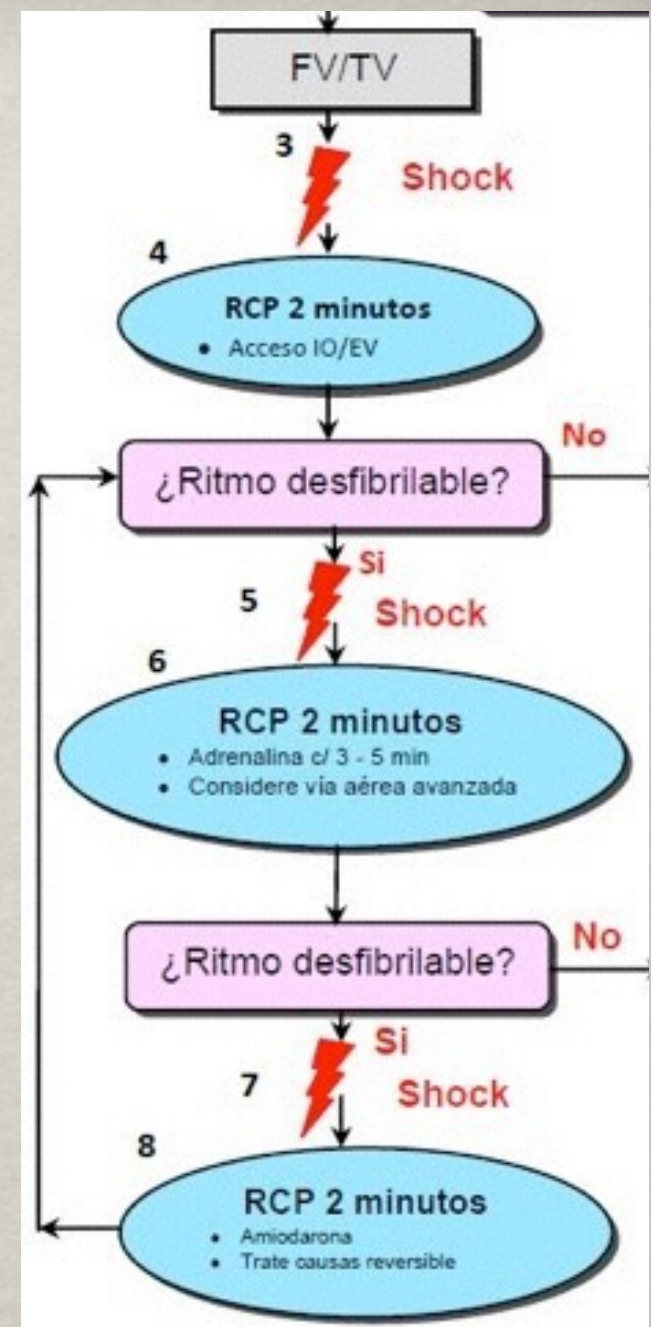 FV/TV
3
Shock
4
RCP 2 minutos
• Acceso IO/EV
No
¿Ritmo desfibrilable?
Si
5
Shock
6
RCP 2 minutos
• Adrenalina c/ 3 - 5 min
• Considere vía aérea avanzada
No
¿Ritmo desfibrilable?
Si
7
Shock
8
RCP 2 minutos
• Amiodarona
• Trate causas reversible